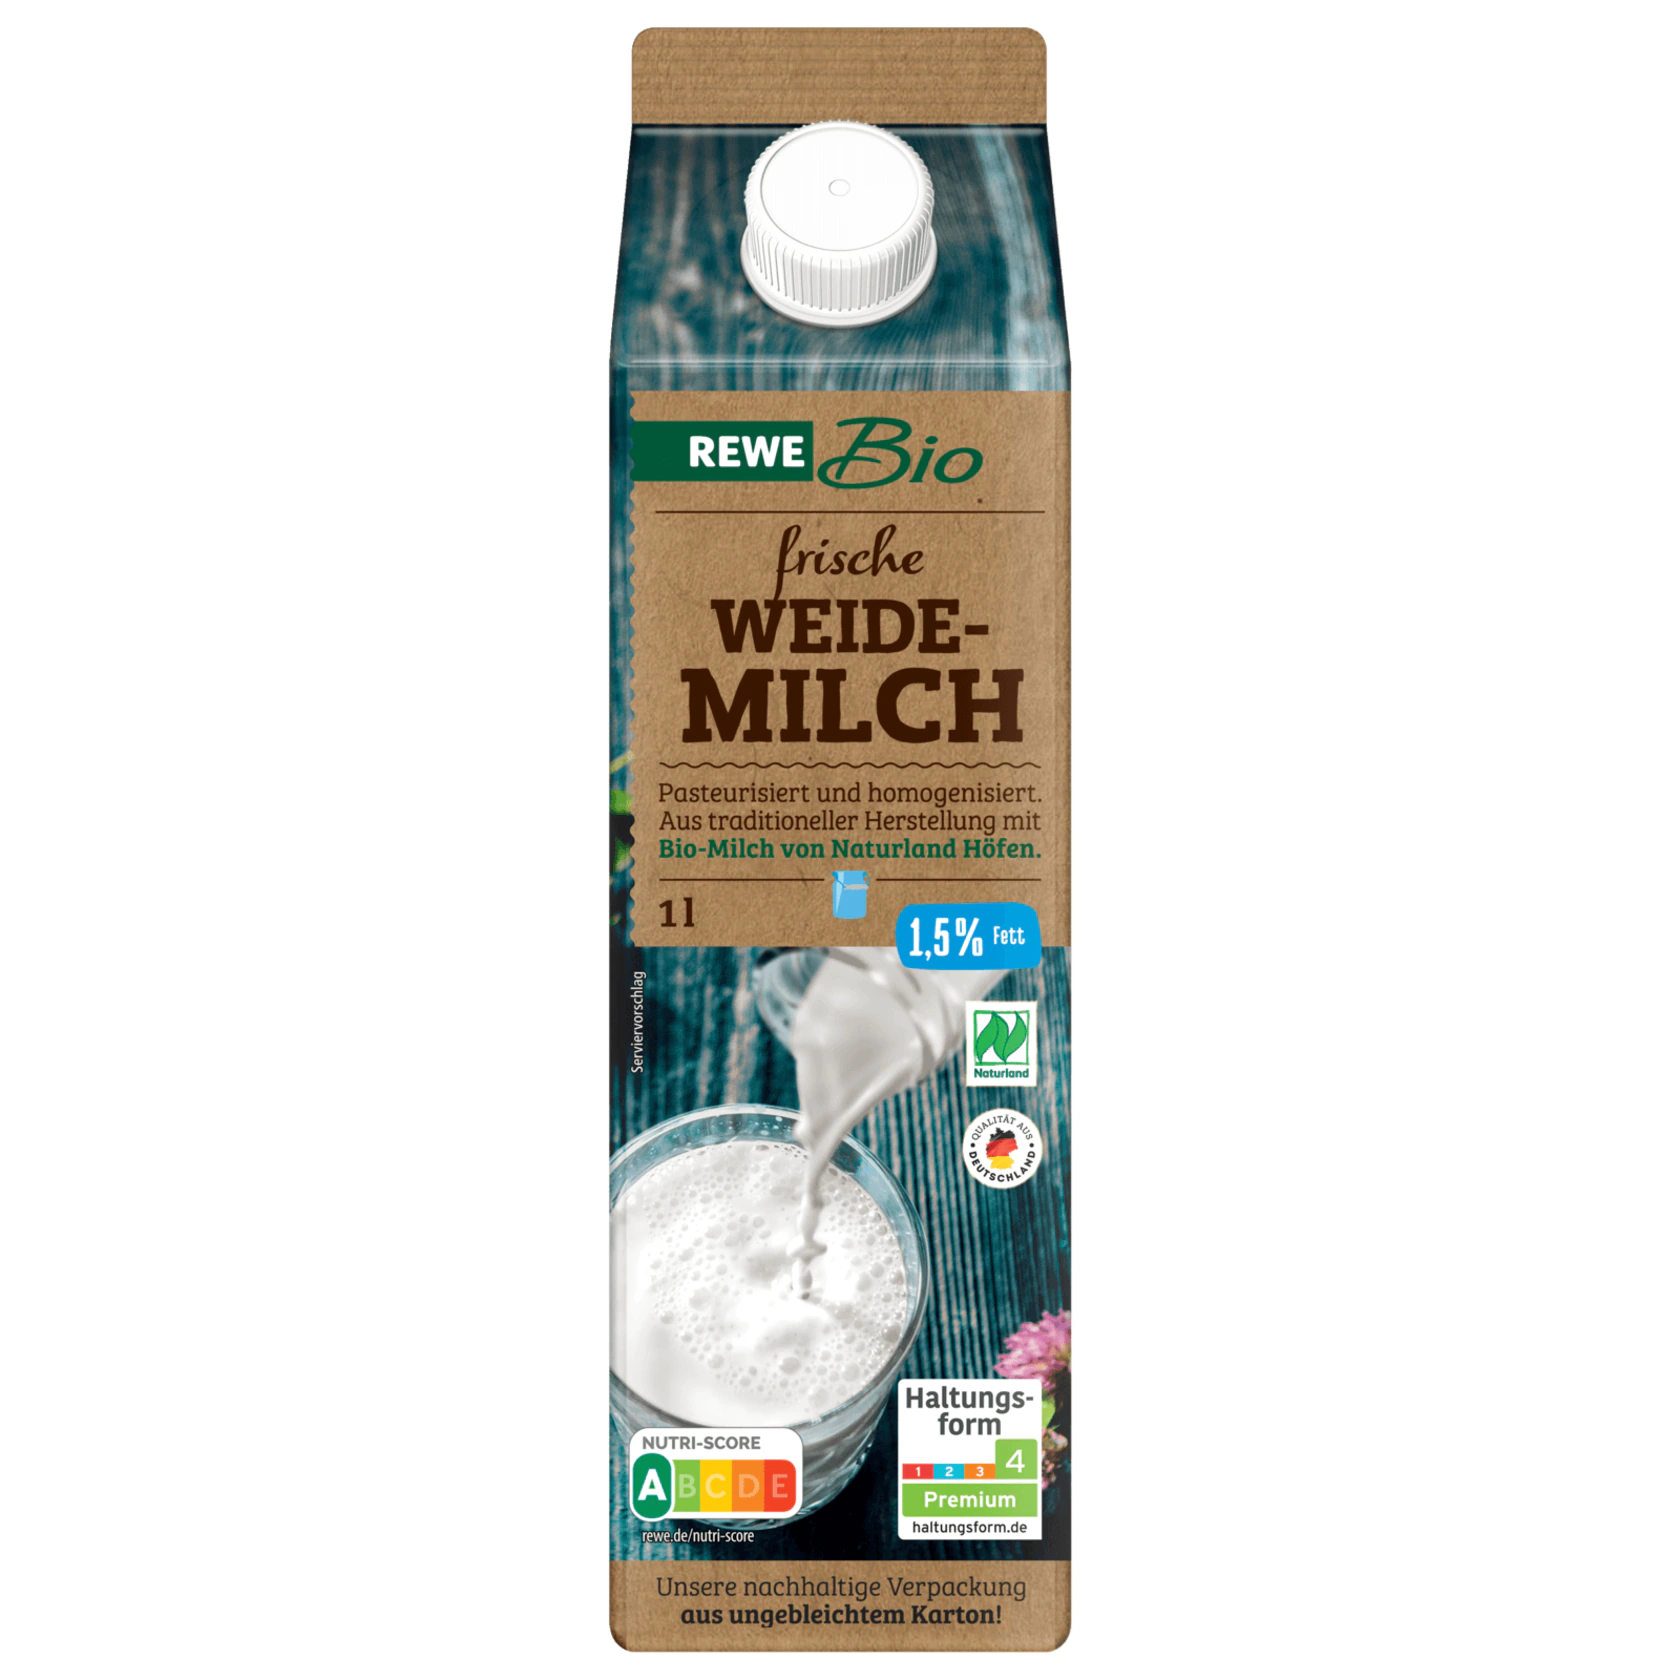 REWE Bio
frische
WEIDE-
MILCH
Pasteurisiert und homogenisiert.
Aus traditioneller Herstellung mit
Bio-Milch von Naturland Höfen.
1 l
1,5% Fett
Serviervorschlag
Naturland
QUALITÄT AUS
DEUTSCHLAND
Haltungs-
form
1 2 3 4
Premium
haltungsform.de
NUTRI-SCORE
A B C D E
rewe.de/nutri-score
Unsere nachhaltige Verpackung
aus ungebleichtem Karton!